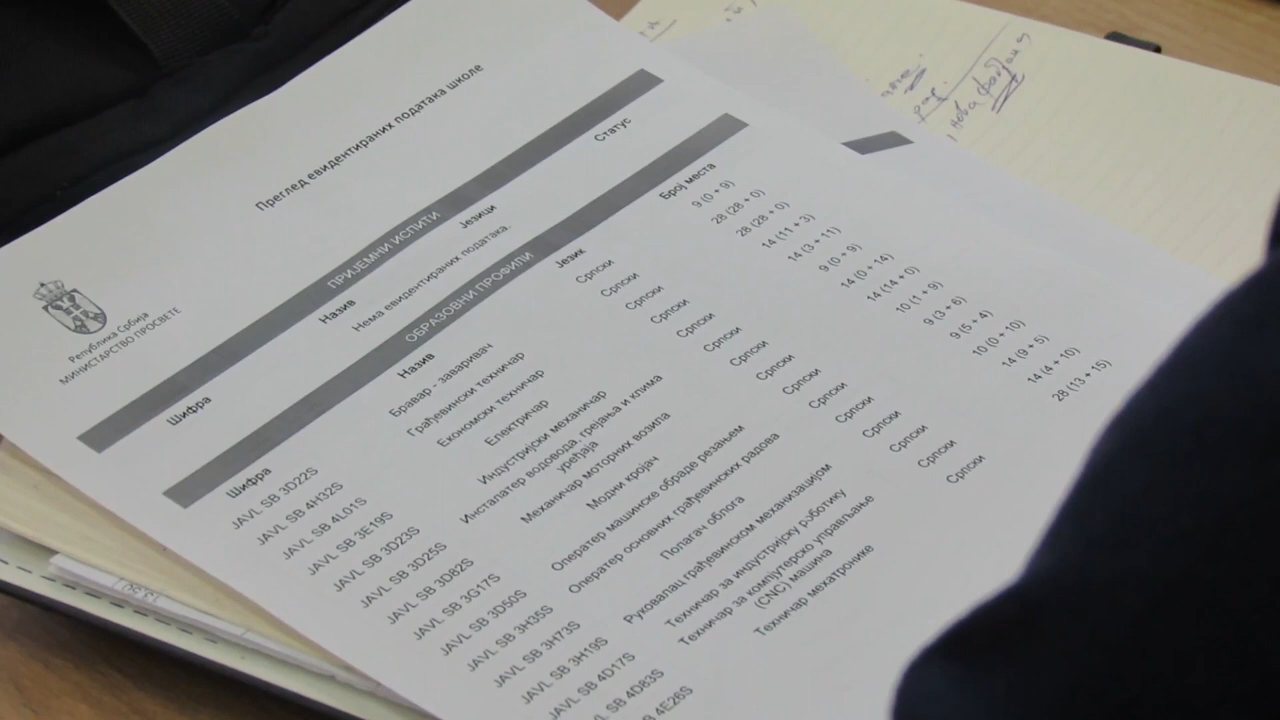 Република Србија
МИНИСТАРСТВО ПРОСВЕТЕ
Преглед евидентираних података школе
ПРИЈЕМНИ ИСПИТИ
Шифра Назив Језици Статус
Нема евидентираних података.
ОБРАЗОВНИ ПРОФИЛИ
Шифра Назив Језик Број места
JAVL SB 3D22S Бравар - заваривач Српски 9 (0 + 9)
JAVL SB 4H32S Грађевински техничар Српски 28 (28 + 0)
JAVL SB 4L01S Економски техничар Српски 28 (28 + 0)
JAVL SB 3E19S Електричар Српски 14 (11 + 3)
JAVL SB 3D23S Индустријски механичар Српски 14 (3 + 11)
JAVL SB 3D25S Инсталатер водовода, грејања и клима уређаја Српски 9 (0 + 9)
JAVL SB 3D82S Механичар моторних возила Српски 14 (0 + 14)
JAVL SB 3G17S Модни кројач Српски 14 (14 + 0)
JAVL SB 3D50S Оператер машинске обраде резањем Српски 10 (1 + 9)
JAVL SB 3H35S Оператер основних грађевинских радова Српски 9 (3 + 6)
JAVL SB 3H73S Полагач облога Српски 9 (5 + 4)
JAVL SB 3H19S Руковалац грађевинском механизацијом Српски 10 (0 + 10)
JAVL SB 4D17S Техничар за индустријску роботику Српски 14 (9 + 5)
SB 4D83S Техничар за компјутерско управљање (CNC) машина Српски 14 (4 + 10)
4E26S Техничар мехатронике Српски 28 (13 + 15)